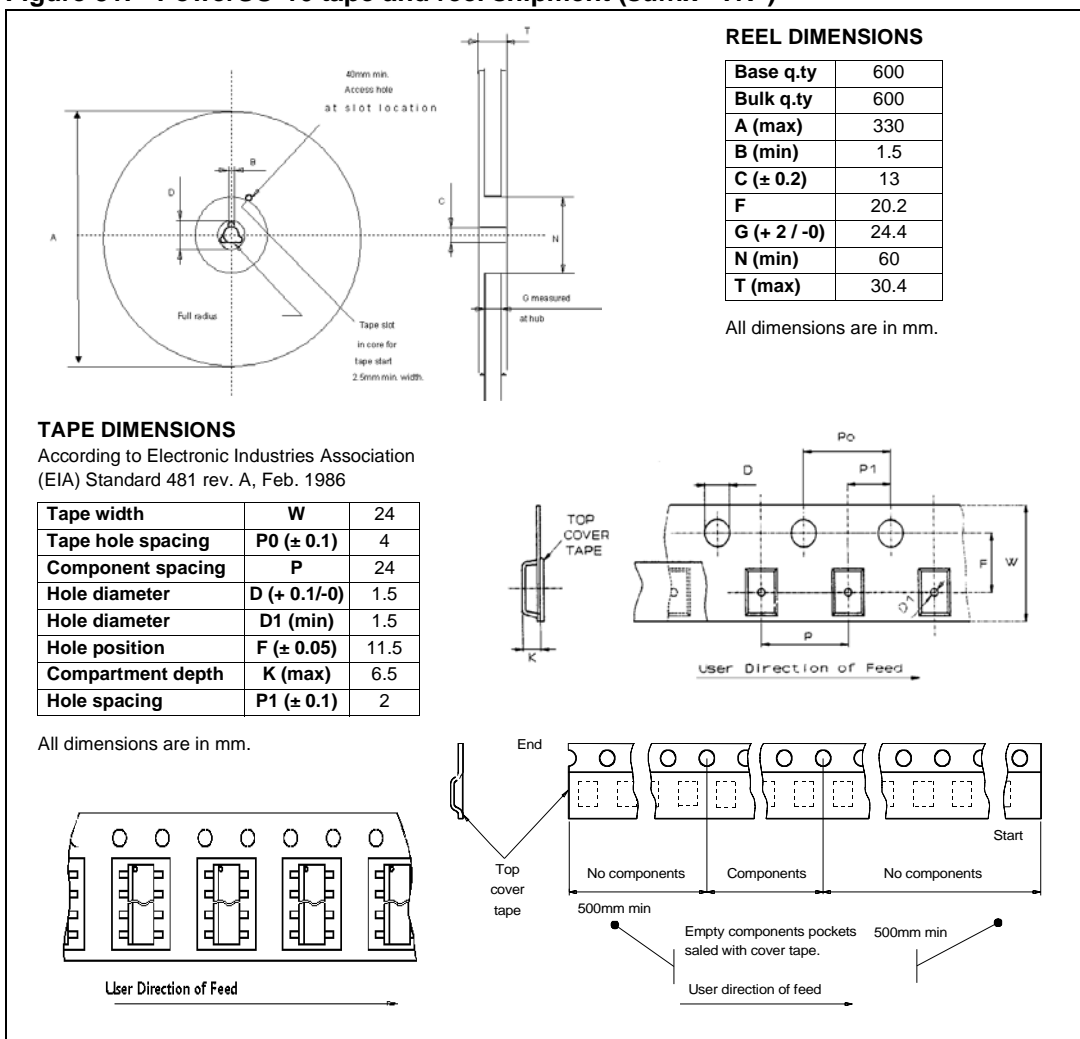 T
40mm min.
Access hole
at slot location
B
D
C
A
N
G measured
at hub
Full radius
Tape slot
in core for
tape start
2.5mm min. width.
REEL DIMENSIONS
Base q.ty 600
Bulk q.ty 600
A (max) 330
B (min) 1.5
C (± 0.2) 13
F 20.2
G (+ 2 / -0) 24.4
N (min) 60
T (max) 30.4
All dimensions are in mm.
TAPE DIMENSIONS
According to Electronic Industries Association
(EIA) Standard 481 rev. A, Feb. 1986
Tape width W 24
Tape hole spacing P0 (± 0.1) 4
Component spacing P 24
Hole diameter D (+ 0.1/-0) 1.5
Hole diameter D1 (min) 1.5
Hole position F (± 0.05) 11.5
Compartment depth K (max) 6.5
Hole spacing P1 (± 0.1) 2
All dimensions are in mm.
P0
D
P1
TOP
COVER
TAPE
F
W
D1
K
P
User Direction of Feed
End
Start
Top
cover
tape
No components
Components
No components
500mm min
Empty components pockets
saled with cover tape.
500mm min
User direction of feed
User Direction of Feed